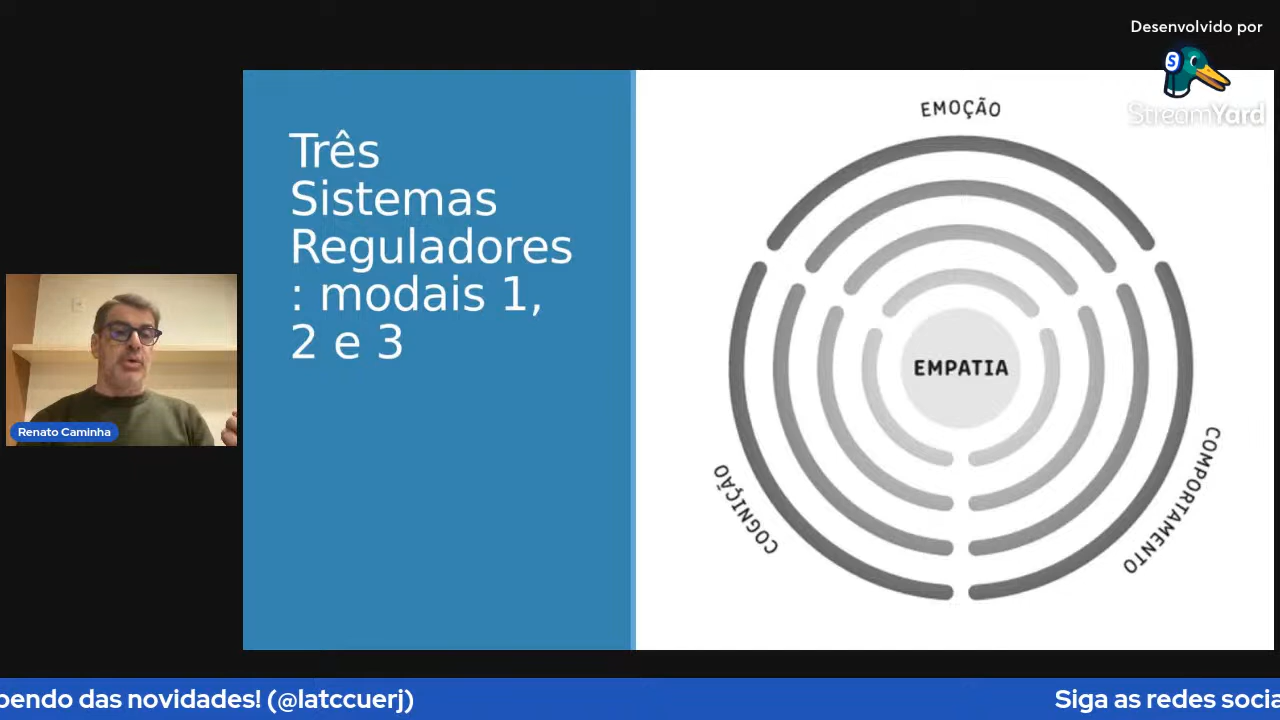 Desenvolvido por
S
StreamYard
Três
Sistemas
Reguladores
: modais 1,
2 e 3
EMOÇÃO
EMPATIA
COGNIÇÃO
COMPORTAMENTO
Renato Caminha
pendo das novidades! (@latccuerj)
Siga as redes socia